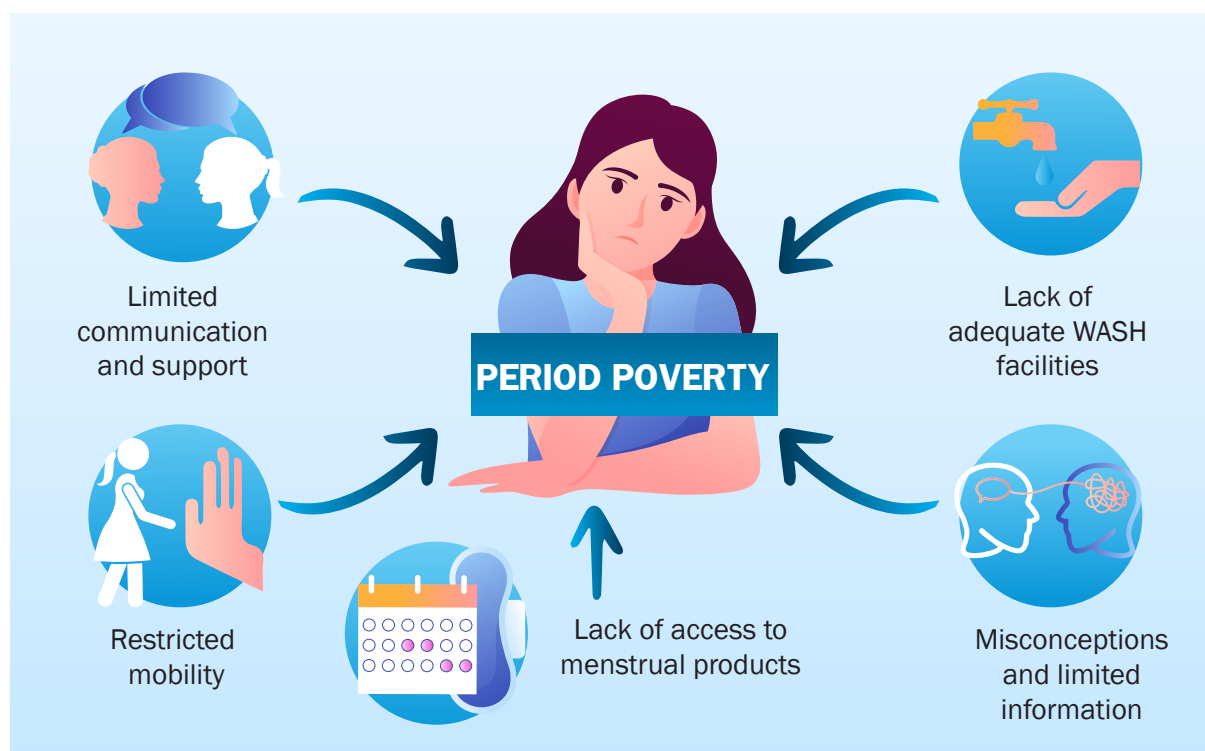 Limited
communication
and support
Lack of
adequate WASH
facilities
PERIOD POVERTY
Restricted
mobility
Lack of access to
menstrual products
Misconceptions
and limited
information